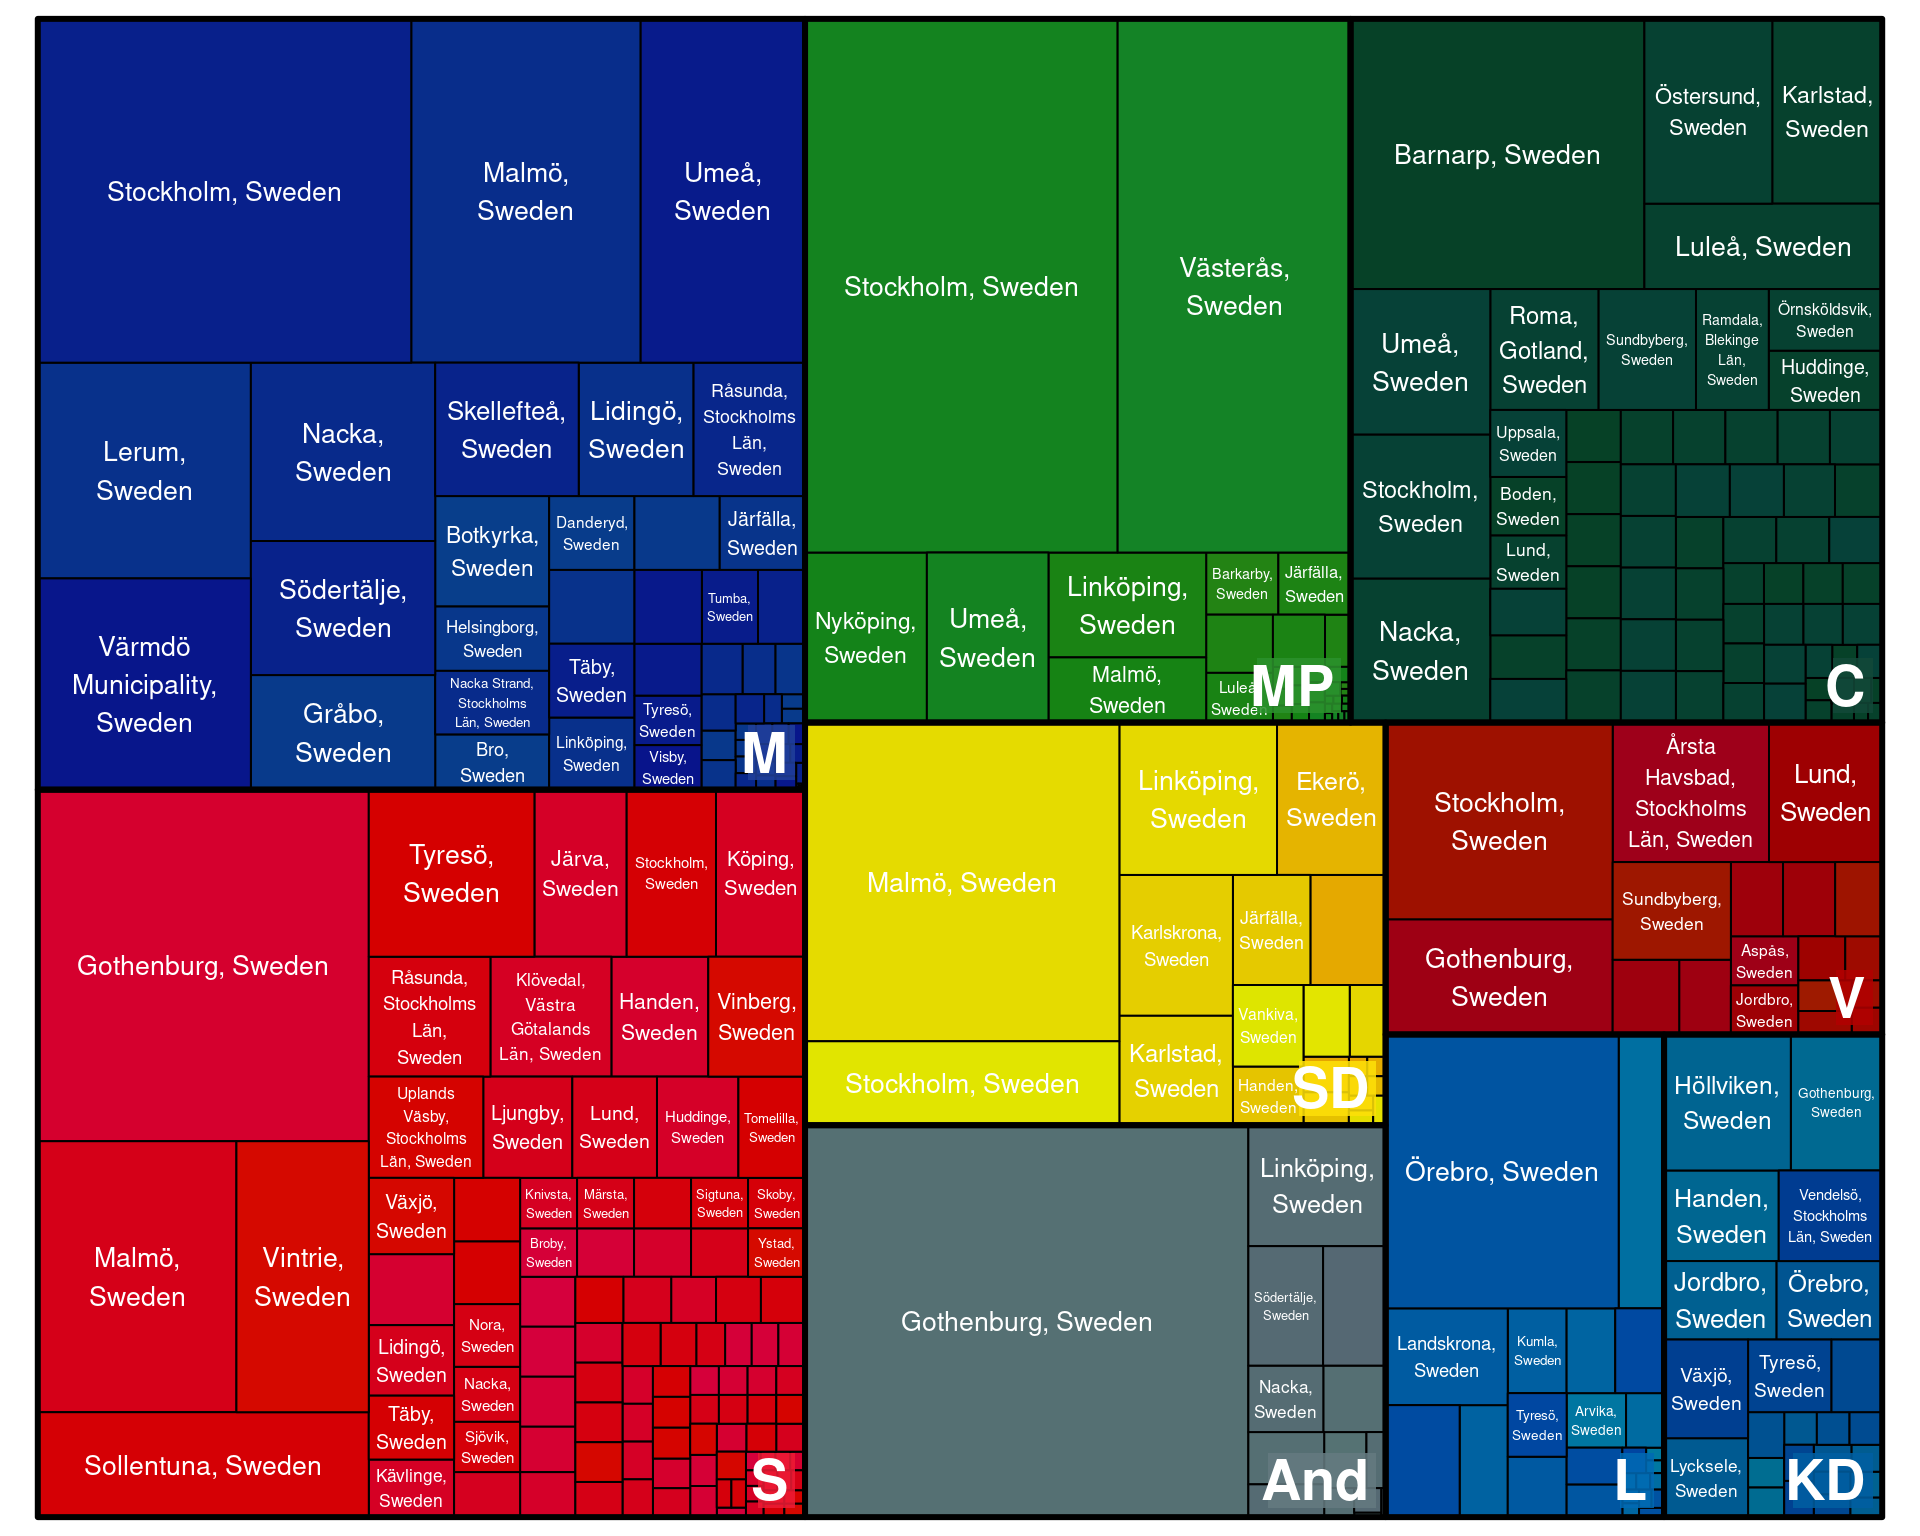 Stockholm, Sweden
Malmö,
Sweden
Umeå,
Sweden
Lerum,
Sweden
Nacka,
Sweden
Skellefteå,
Sweden
Lidingö,
Sweden
Råsunda,
Stockholms
Län,
Sweden
Botkyrka,
Sweden
Danderyd,
Sweden
Järfälla,
Sweden
Södertälje,
Sweden
Värmdö
Municipality,
Sweden
Helsingborg,
Sweden
Tumba,
Sweden
Täby,
Sweden
Nacka Strand,
Stockholms
Län, Sweden
Gråbo,
Sweden
Bro,
Sweden
Linköping,
Sweden
Tyresö,
Sweden
Visby,
Sweden
M
Stockholm, Sweden
Västerås,
Sweden
Nyköping,
Sweden
Umeå,
Sweden
Linköping,
Sweden
Malmö,
Sweden
Barkarby,
Sweden
Järfälla,
Sweden
Luleå,
Sweden
MP
Barnarp, Sweden
Östersund,
Sweden
Karlstad,
Sweden
Luleå, Sweden
Umeå,
Sweden
Roma,
Gotland,
Sweden
Sundbyberg,
Sweden
Ramdala,
Blekinge
Län,
Sweden
Örnsköldsvik,
Sweden
Huddinge,
Sweden
Stockholm,
Sweden
Uppsala,
Sweden
Boden,
Sweden
Lund,
Sweden
Nacka,
Sweden
C
Gothenburg, Sweden
Tyresö,
Sweden
Järva,
Sweden
Stockholm,
Sweden
Köping,
Sweden
Råsunda,
Stockholms
Län,
Sweden
Klövedal,
Västra
Götalands
Län, Sweden
Handen,
Sweden
Vinberg,
Sweden
Uplands
Väsby,
Stockholms
Län, Sweden
Ljungby,
Sweden
Lund,
Sweden
Huddinge,
Sweden
Tomelilla,
Sweden
Malmö,
Sweden
Vintrie,
Sweden
Sollentuna, Sweden
Växjö,
Sweden
Knivsta,
Sweden
Märsta,
Sweden
Sigtuna,
Sweden
Skoby,
Sweden
Broby,
Sweden
Ystad,
Sweden
Lidingö,
Sweden
Nora,
Sweden
Nacka,
Sweden
Täby,
Sweden
Sjövik,
Sweden
Kävlinge,
Sweden
S
Malmö, Sweden
Linköping,
Sweden
Ekerö,
Sweden
Karlskrona,
Sweden
Järfälla,
Sweden
Vankiva,
Sweden
Stockholm, Sweden
Karlstad,
Sweden
Handen,
Sweden
SD
Gothenburg, Sweden
Linköping,
Sweden
Södertälje,
Sweden
Nacka,
Sweden
And
Stockholm,
Sweden
Årsta
Havsbad,
Stockholms
Län, Sweden
Lund,
Sweden
Gothenburg,
Sweden
Sundbyberg,
Sweden
Aspås,
Sweden
Jordbro,
Sweden
V
Örebro, Sweden
Landskrona,
Sweden
Kumla,
Sweden
Tyresö,
Sweden
Arvika,
Sweden
L
Höllviken,
Sweden
Gothenburg,
Sweden
Handen,
Sweden
Vendelsö,
Stockholms
Län, Sweden
Jordbro,
Sweden
Örebro,
Sweden
Växjö,
Sweden
Tyresö,
Sweden
Lycksele,
Sweden
KD